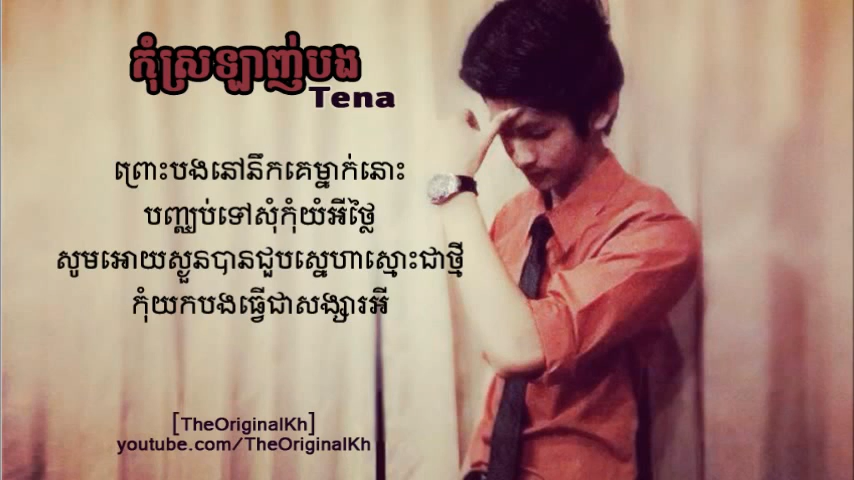 កុំស្រឡាញ់បង
Tena
ព្រោះបងនៅនឹកគេម្នាក់នោះ
បញ្ឈប់ទៅសុំកុំយំអីថ្លៃ
សូមអោយស្ងួនបានជួបស្នេហាស្មោះជាថ្មី
កុំយកបងធ្វើជាសង្សារអី
[TheOriginalKh]
youtube.com/TheOriginalKh